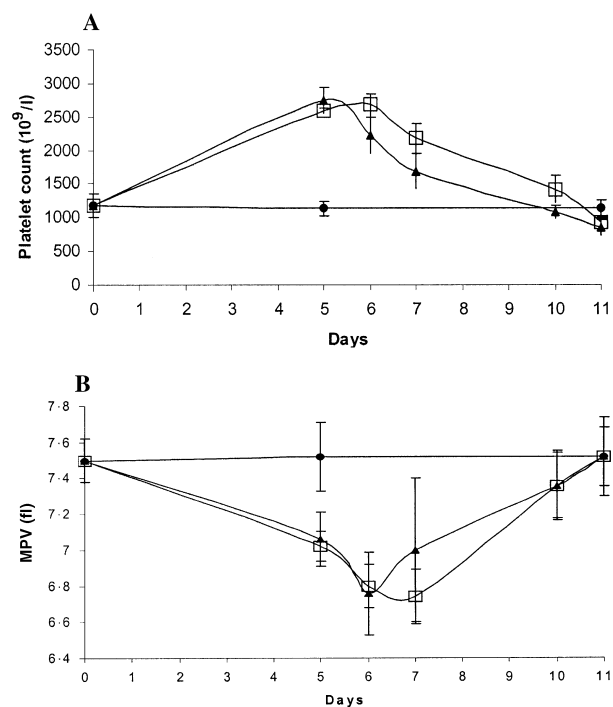 A
Platelet count (10⁹/l)
3500
3000
2500
2000
1500
1000
500
0
0 1 2 3 4 5 6 7 8 9 10 11
Days
B
MPV (fl)
7·8
7·6
7·4
7·2
7
6·8
6·6
6·4
0 1 2 3 4 5 6 7 8 9 10 11
Days